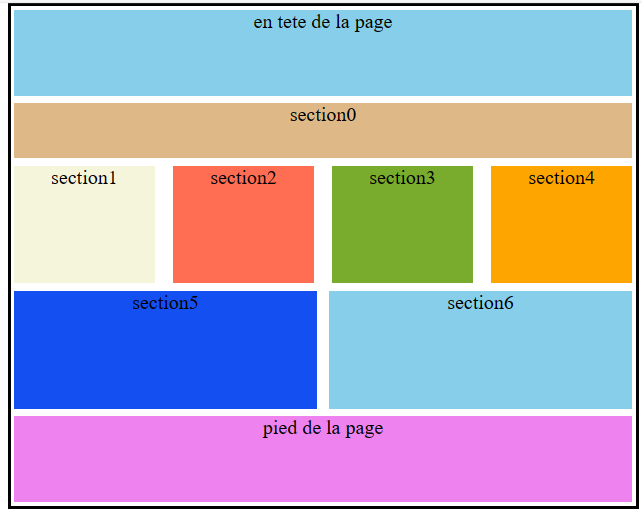 en tete de la page
section0
section1
section2
section3
section4
section5
section6
pied de la page